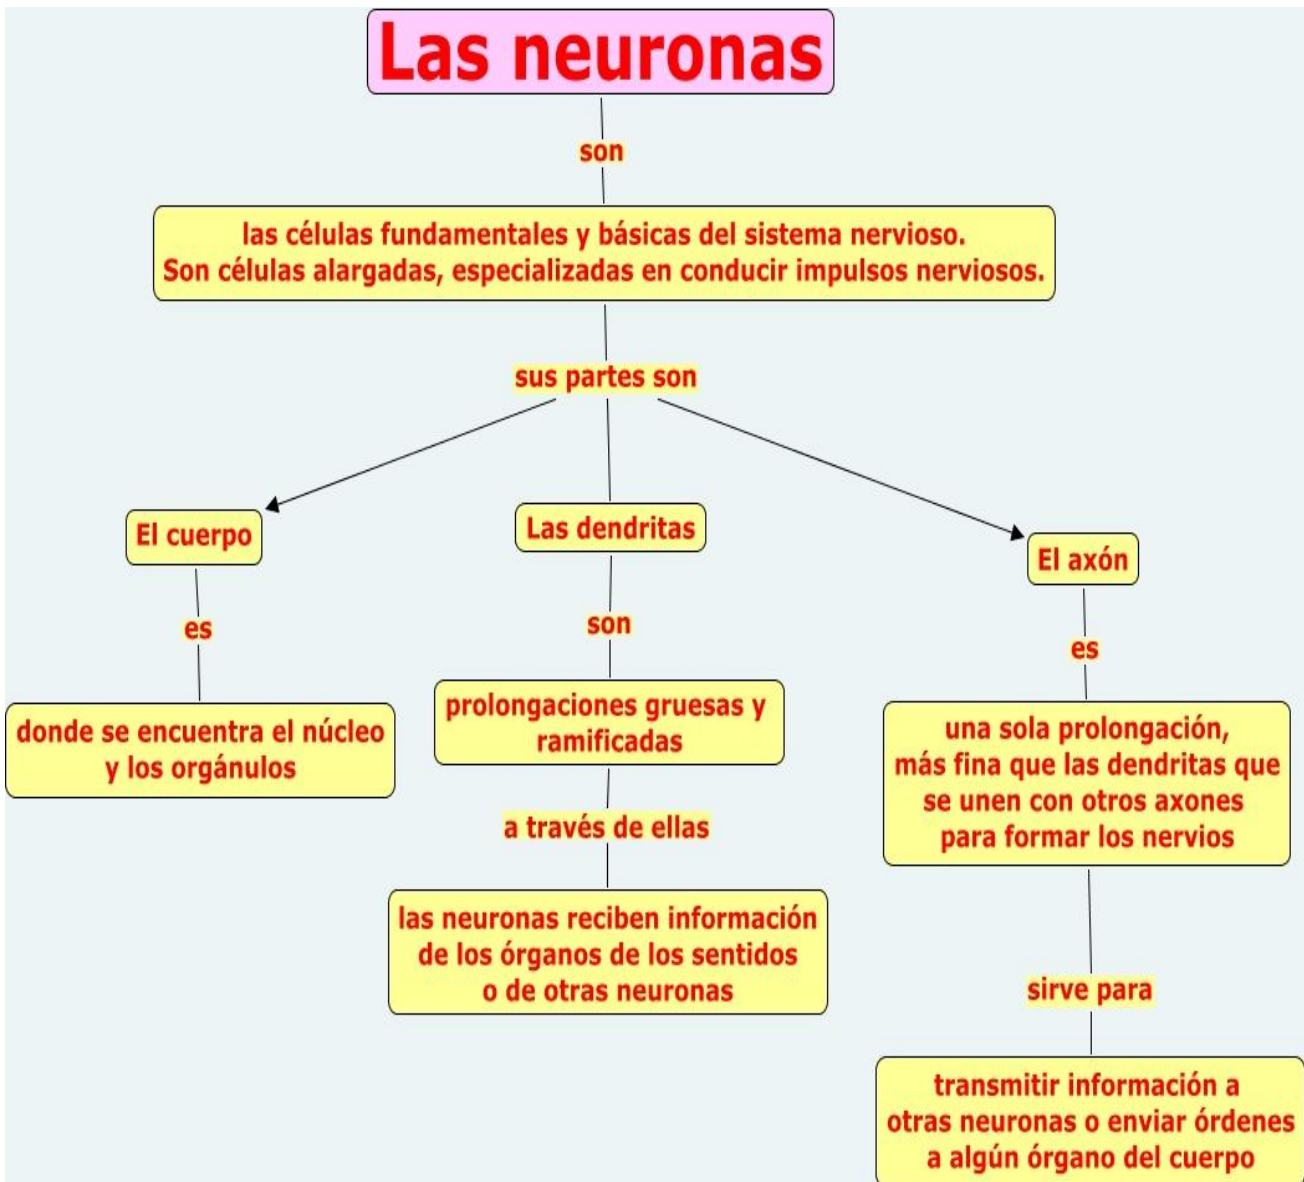 Las neuronas
son
las células fundamentales y básicas del sistema nervioso.
Son células alargadas, especializadas en conducir impulsos nerviosos.
sus partes son
El cuerpo
es
donde se encuentra el núcleo
y los orgánulos
Las dendritas
son
prolongaciones gruesas y
ramificadas
a través de ellas
las neuronas reciben información
de los órganos de los sentidos
o de otras neuronas
El axón
es
una sola prolongación,
más fina que las dendritas que
se unen con otros axones
para formar los nervios
sirve para
transmitir información a
otras neuronas o enviar órdenes
a algún órgano del cuerpo